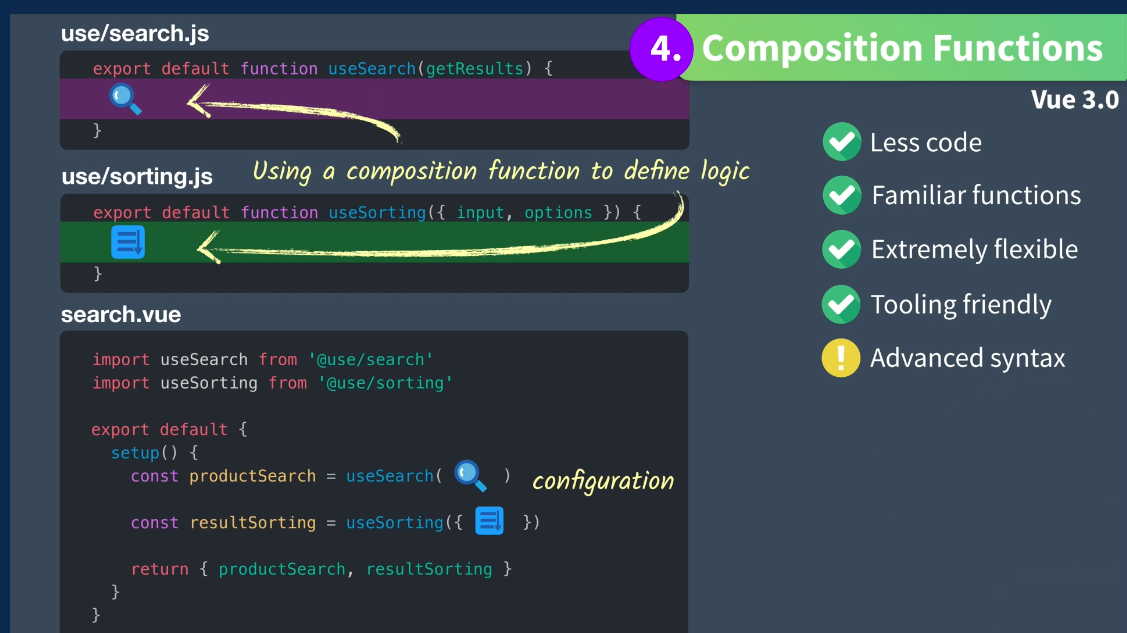 use/search.js
4. Composition Functions
export default function useSearch(getResults) {
}
Vue 3.0
Less code
Using a composition function to define logic
use/sorting.js
Familiar functions
export default function useSorting({ input, options }) {
}
Extremely flexible
Tooling friendly
Advanced syntax
search.vue
import useSearch from '@use/search'
import useSorting from '@use/sorting'
export default {
setup() {
const productSearch = useSearch( )
configuration
const resultSorting = useSorting({ })
return { productSearch, resultSorting }
}
}